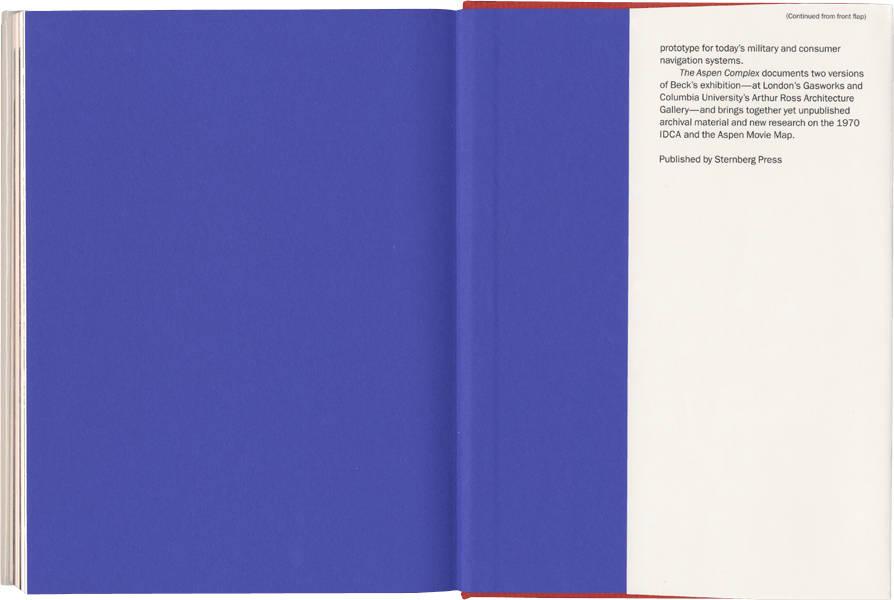 (Continued from front flap)
prototype for today's military and consumer
navigation systems.
The Aspen Complex documents two versions
of Beck's exhibition—at London's Gasworks and
Columbia University's Arthur Ross Architecture
Gallery—and brings together yet unpublished
archival material and new research on the 1970
IDCA and the Aspen Movie Map.
Published by Sternberg Press